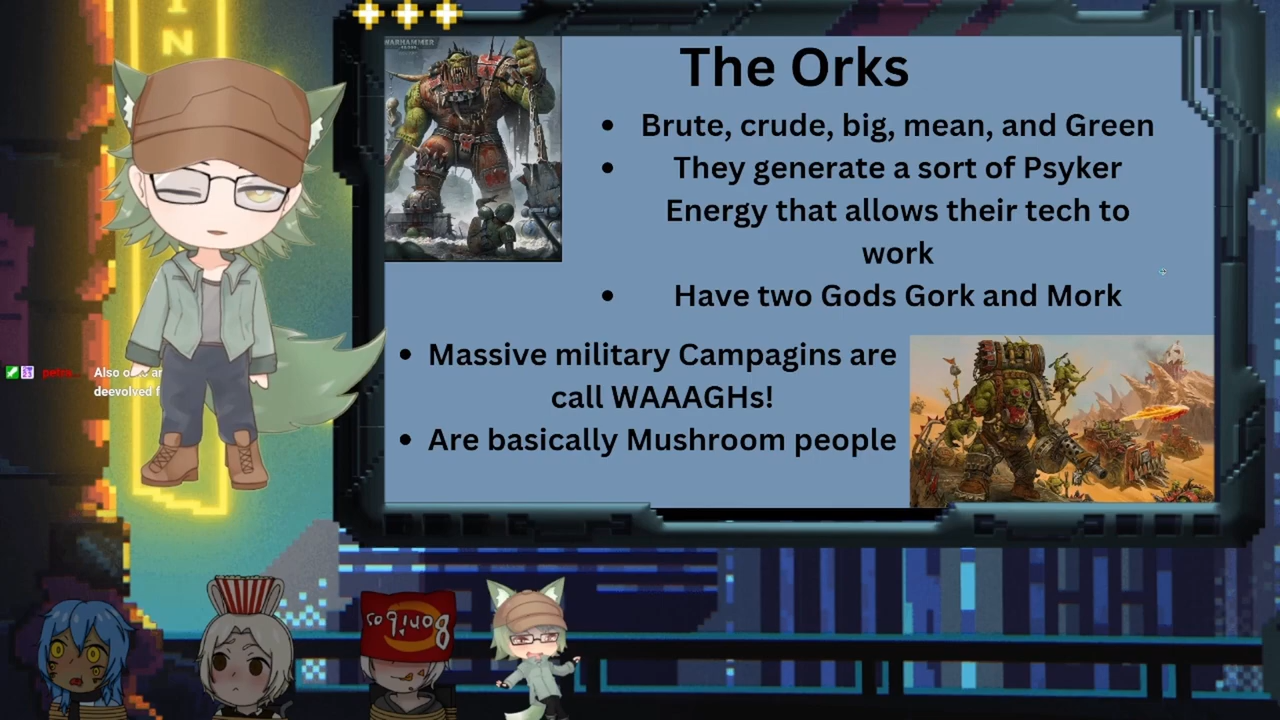 I
N
WARHAMMER
The Orks
Brute, crude, big, mean, and Green
They generate a sort of Psyker
Energy that allows their tech to
work
Have two Gods Gork and Mork
Massive military Campagins are
call WAAAGHs!
Are basically Mushroom people
Also
deevolved